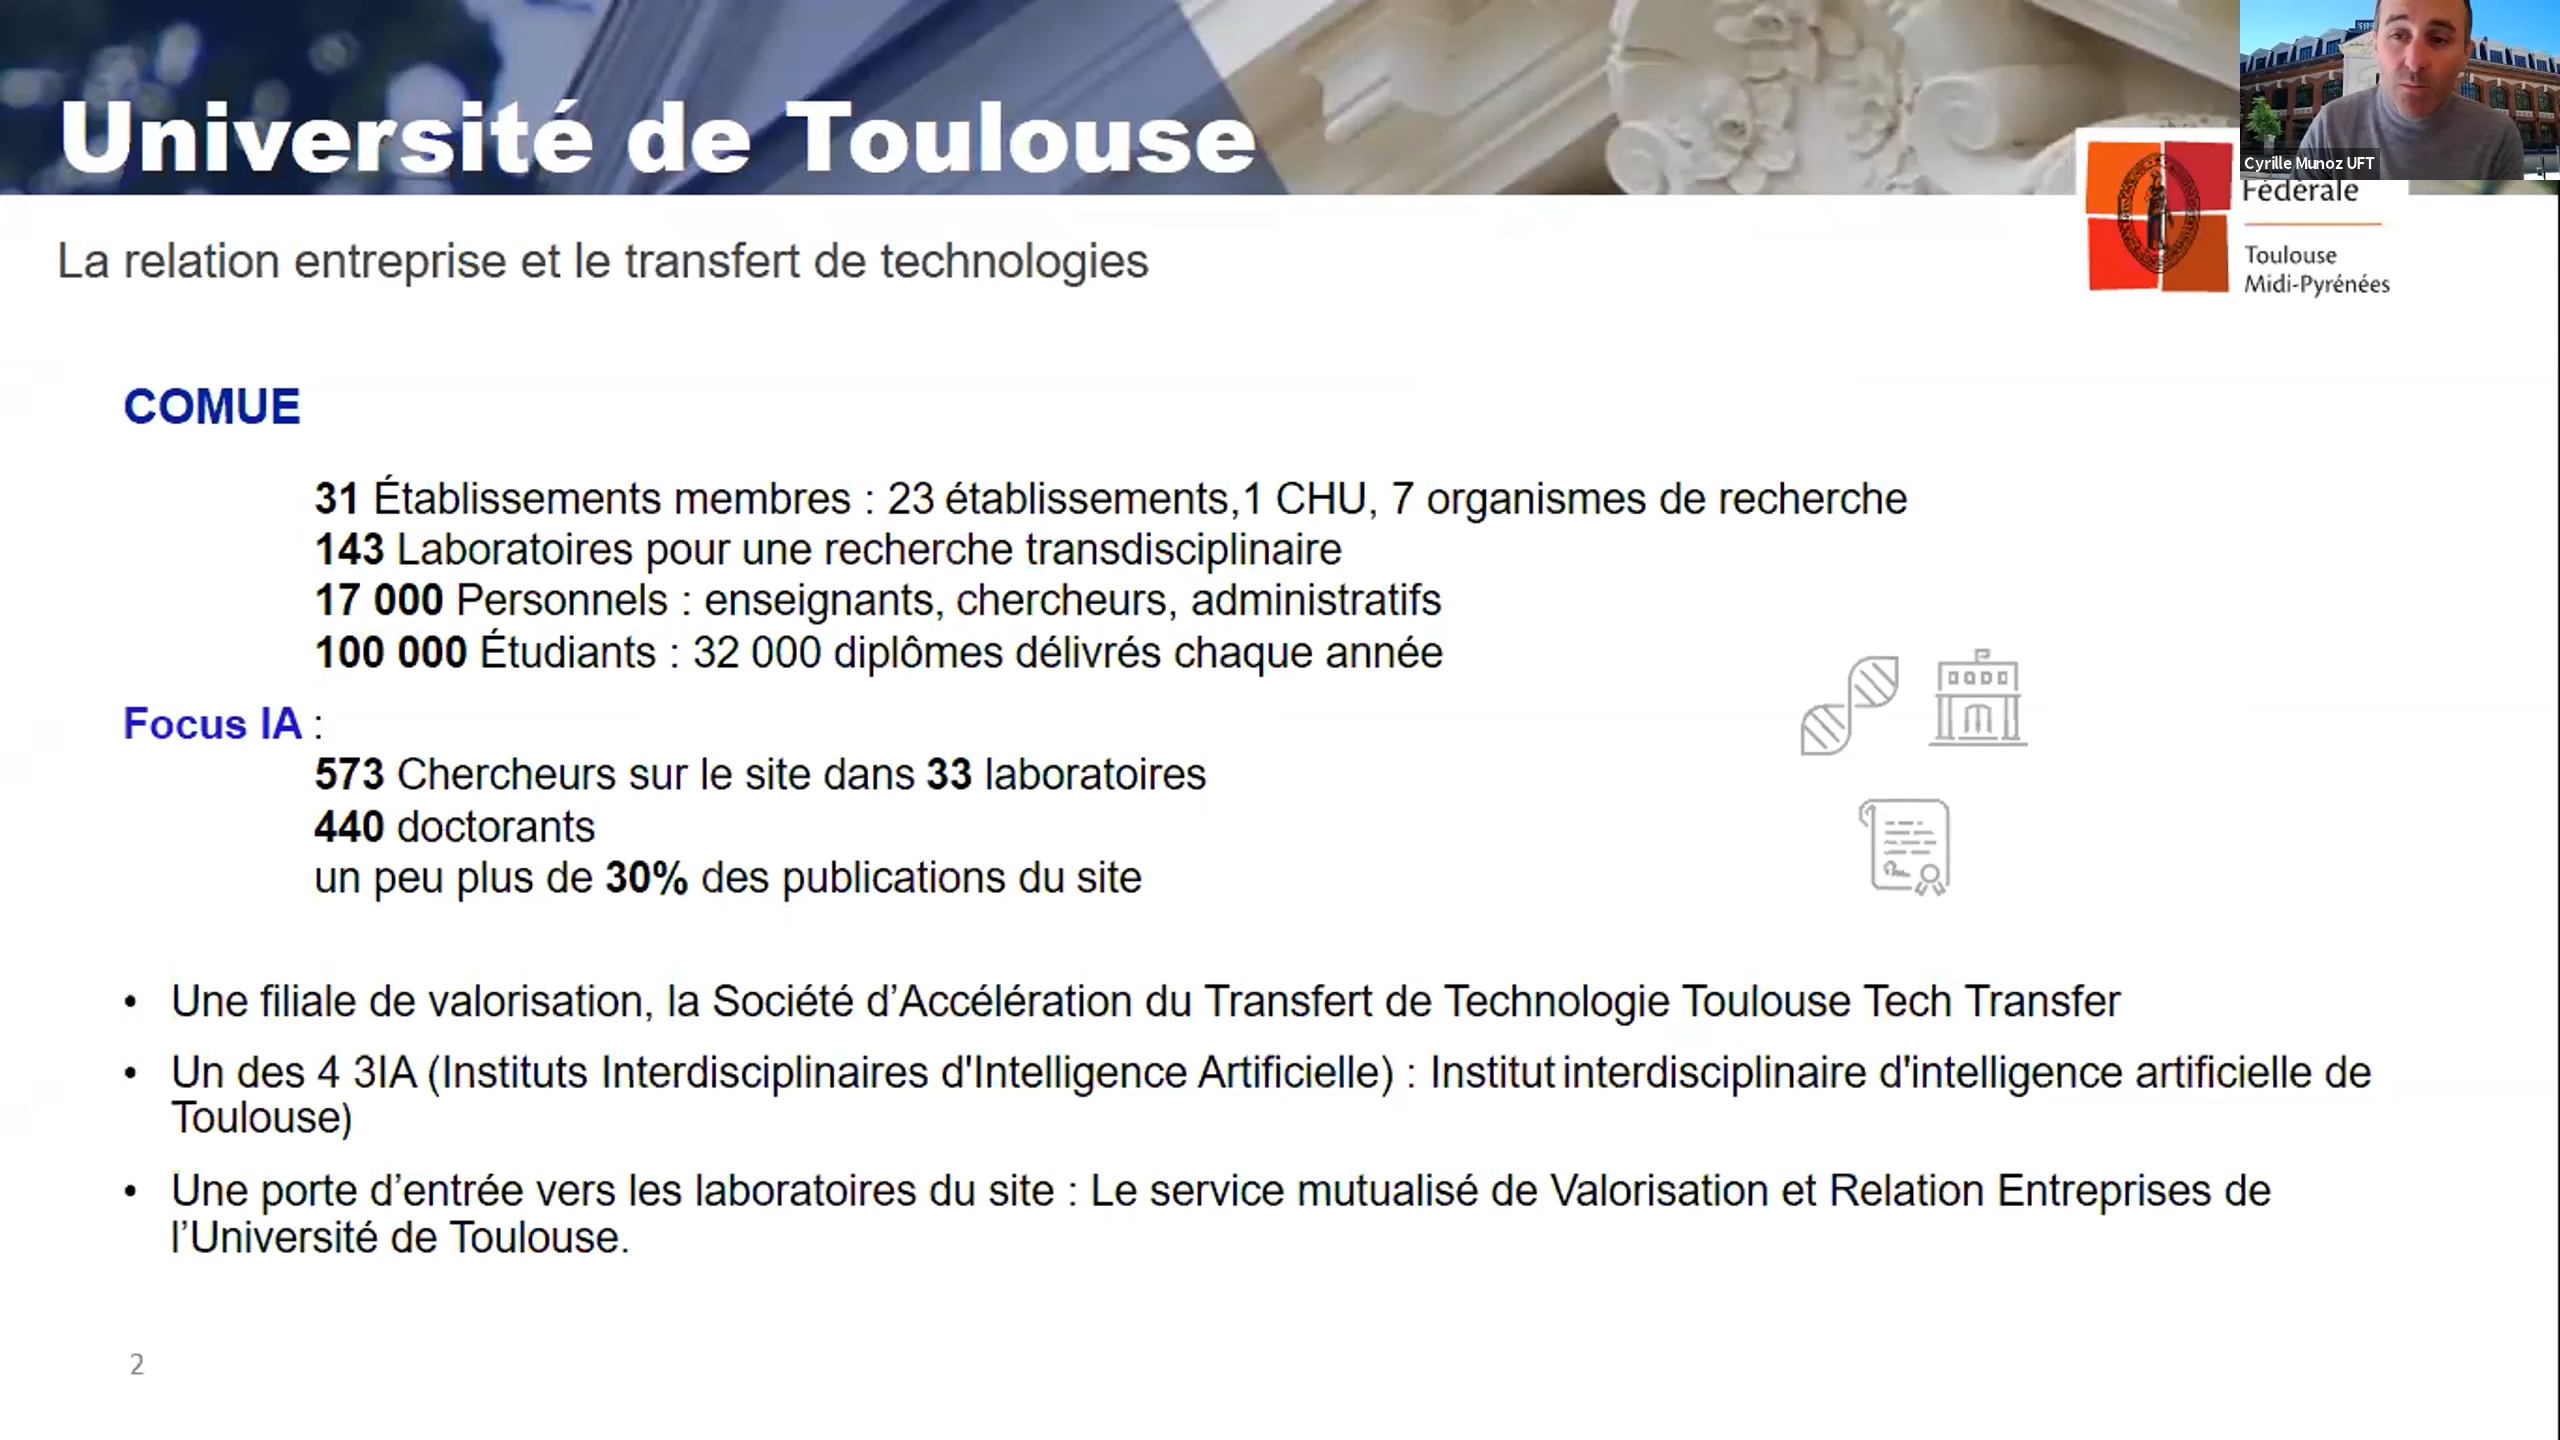 Université de Toulouse
Cyrille Munoz UFT
Fédérale
Toulouse
Midi-Pyrénées
La relation entreprise et le transfert de technologies
COMUE
31 Établissements membres : 23 établissements,1 CHU, 7 organismes de recherche
143 Laboratoires pour une recherche transdisciplinaire
17 000 Personnels : enseignants, chercheurs, administratifs
100 000 Étudiants : 32 000 diplômes délivrés chaque année
Focus IA :
573 Chercheurs sur le site dans 33 laboratoires
440 doctorants
un peu plus de 30% des publications du site
• Une filiale de valorisation, la Société d’Accélération du Transfert de Technologie Toulouse Tech Transfer
• Un des 4 3IA (Instituts Interdisciplinaires d'Intelligence Artificielle) : Institut interdisciplinaire d'intelligence artificielle de
Toulouse)
• Une porte d’entrée vers les laboratoires du site : Le service mutualisé de Valorisation et Relation Entreprises de
l’Université de Toulouse.
2